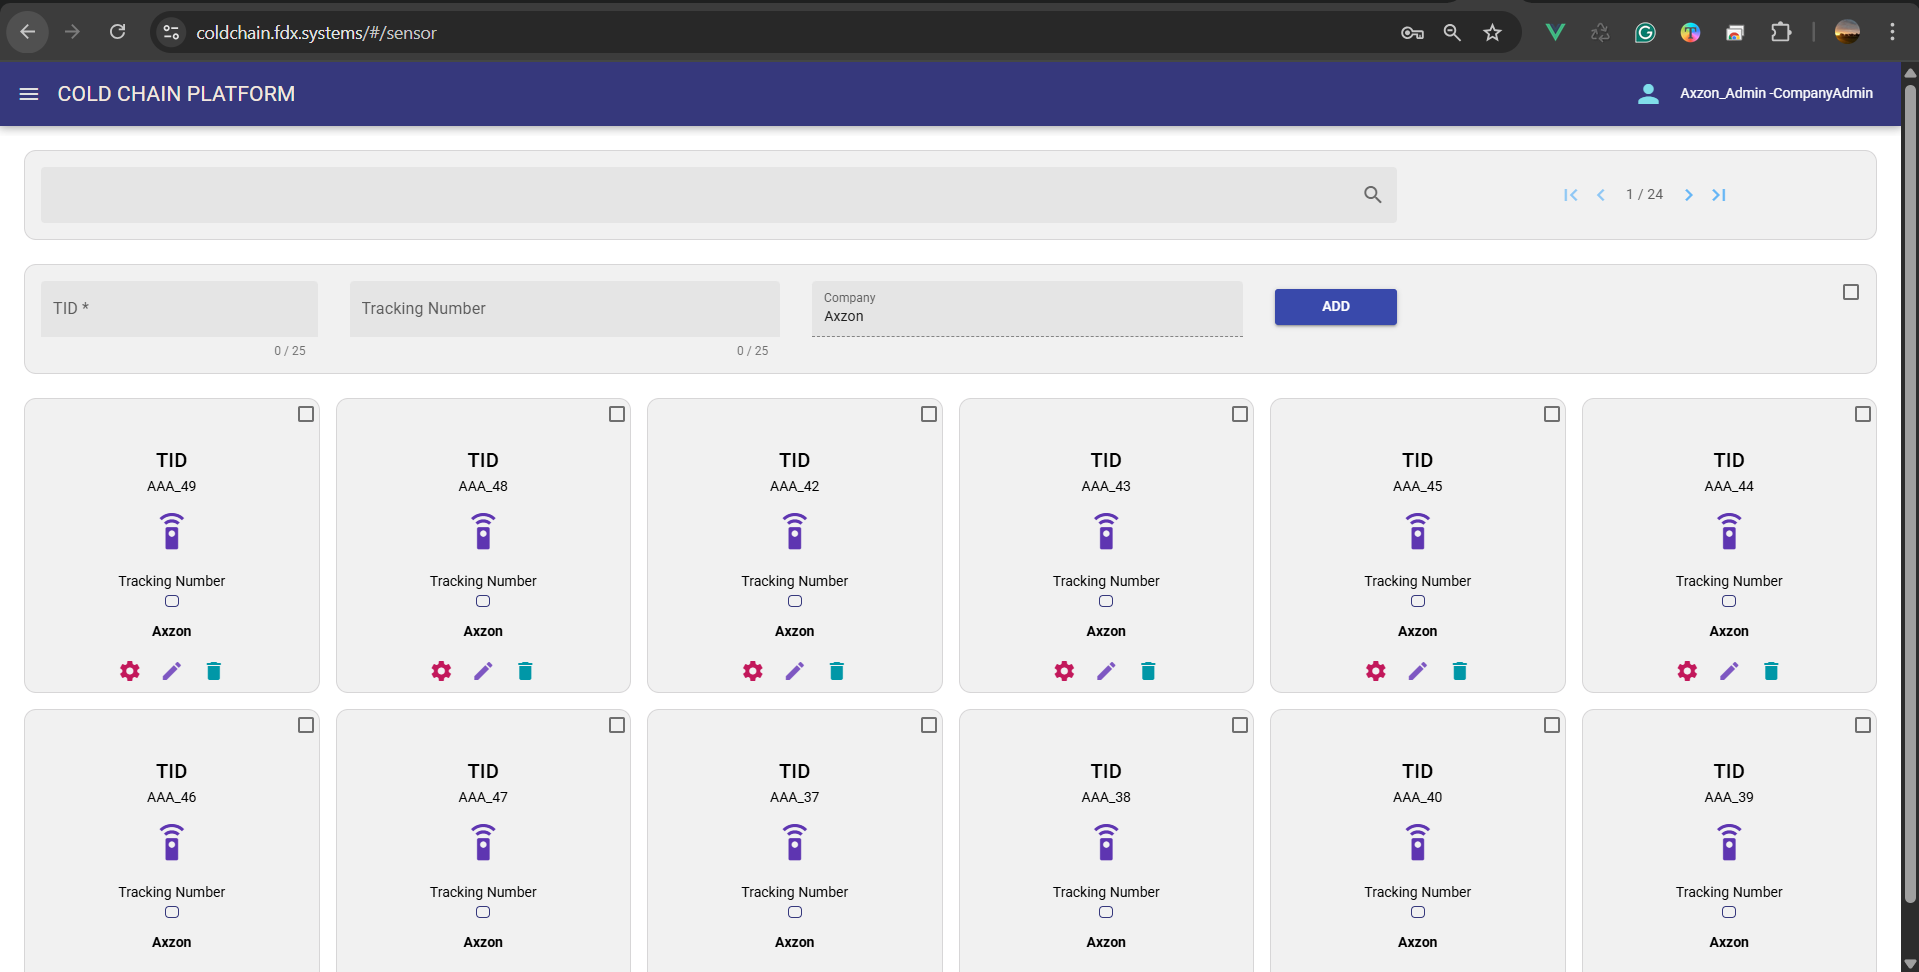 coldchain.fdx.systems/#/sensor
COLD CHAIN PLATFORM
Axzon_Admin -CompanyAdmin
1 / 24
TID *
0 / 25
Tracking Number
0 / 25
Company
Axzon
ADD
TID
AAA_49
Tracking Number
Axzon
TID
AAA_48
Tracking Number
Axzon
TID
AAA_42
Tracking Number
Axzon
TID
AAA_43
Tracking Number
Axzon
TID
AAA_45
Tracking Number
Axzon
TID
AAA_44
Tracking Number
Axzon
TID
AAA_46
Tracking Number
Axzon
TID
AAA_47
Tracking Number
Axzon
TID
AAA_37
Tracking Number
Axzon
TID
AAA_38
Tracking Number
Axzon
TID
AAA_40
Tracking Number
Axzon
TID
AAA_39
Tracking Number
Axzon